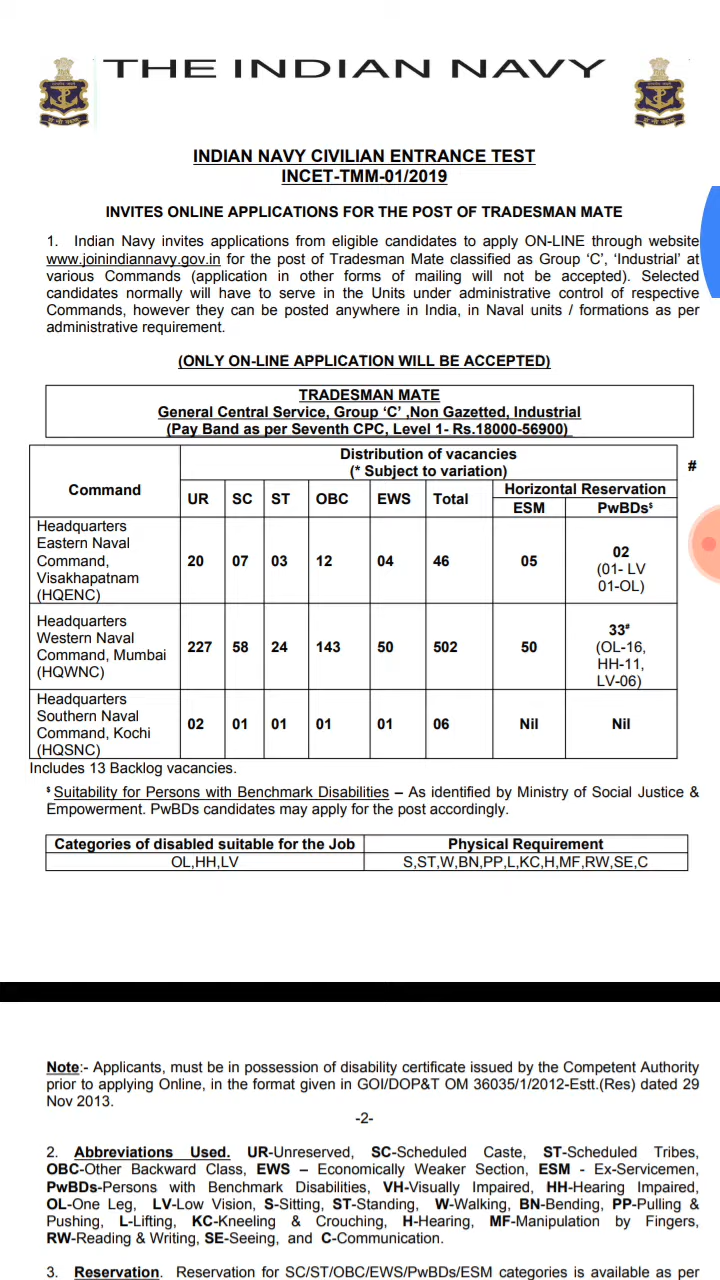 THE INDIAN NAVY
INDIAN NAVY CIVILIAN ENTRANCE TEST
INCET-TMM-01/2019
INVITES ONLINE APPLICATIONS FOR THE POST OF TRADESMAN MATE
1. Indian Navy invites applications from eligible candidates to apply ON-LINE through website
www.joinindiannavy.gov.in for the post of Tradesman Mate classified as Group ‘C’, ‘Industrial’ at
various Commands (application in other forms of mailing will not be accepted). Selected
candidates normally will have to serve in the Units under administrative control of respective
Commands, however they can be posted anywhere in India, in Naval units / formations as per
administrative requirement.
(ONLY ON-LINE APPLICATION WILL BE ACCEPTED)
TRADESMAN MATE
General Central Service, Group ‘C’ ,Non Gazetted, Industrial
(Pay Band as per Seventh CPC, Level 1- Rs.18000-56900)
Distribution of vacancies
(* Subject to variation)
#
Command
UR SC ST OBC EWS Total
Horizontal Reservation
ESM PwBDs$
Headquarters
Eastern Naval
Command,
Visakhapatnam
(HQENC)
20 07 03 12 04 46 05
02
(01- LV
01-OL)
Headquarters
Western Naval
Command, Mumbai
(HQWNC)
227 58 24 143 50 502 50
33#
(OL-16,
HH-11,
LV-06)
Headquarters
Southern Naval
Command, Kochi
(HQSNC)
02 01 01 01 01 06 Nil Nil
Includes 13 Backlog vacancies.
$ Suitability for Persons with Benchmark Disabilities – As identified by Ministry of Social Justice &
Empowerment. PwBDs candidates may apply for the post accordingly.
Categories of disabled suitable for the Job Physical Requirement
OL,HH,LV S,ST,W,BN,PP,L,KC,H,MF,RW,SE,C
Note:- Applicants, must be in possession of disability certificate issued by the Competent Authority
prior to applying Online, in the format given in GOI/DOP&T OM 36035/1/2012-Estt.(Res) dated 29
Nov 2013.
-2-
2. Abbreviations Used. UR-Unreserved, SC-Scheduled Caste, ST-Scheduled Tribes,
OBC-Other Backward Class, EWS – Economically Weaker Section, ESM - Ex-Servicemen,
PwBDs-Persons with Benchmark Disabilities, VH-Visually Impaired, HH-Hearing Impaired,
OL-One Leg, LV-Low Vision, S-Sitting, ST-Standing, W-Walking, BN-Bending, PP-Pulling &
Pushing, L-Lifting, KC-Kneeling & Crouching, H-Hearing, MF-Manipulation by Fingers,
RW-Reading & Writing, SE-Seeing, and C-Communication.
3. Reservation. Reservation for SC/ST/OBC/EWS/PwBDs/ESM categories is available as per